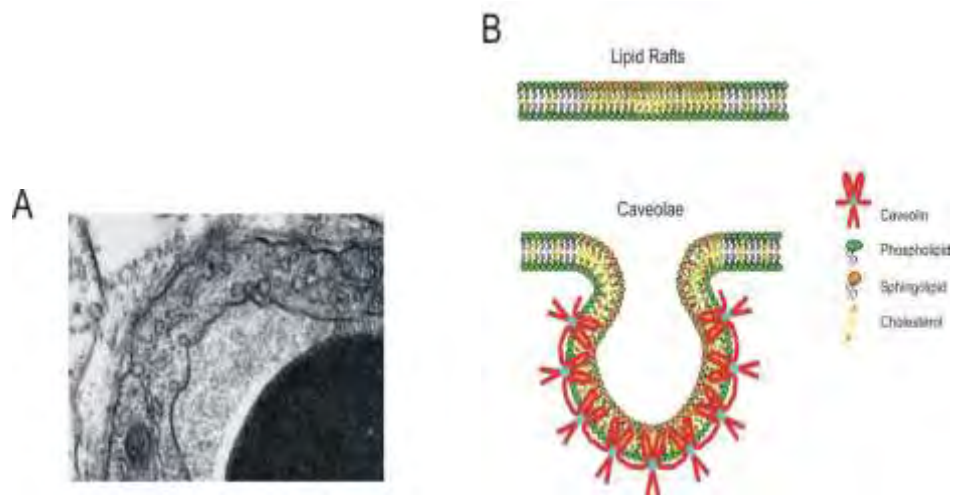 A
B
Lipid Rafts
Caveolae
Caveolin
Phospholipid
Sphingolipid
Cholesterol